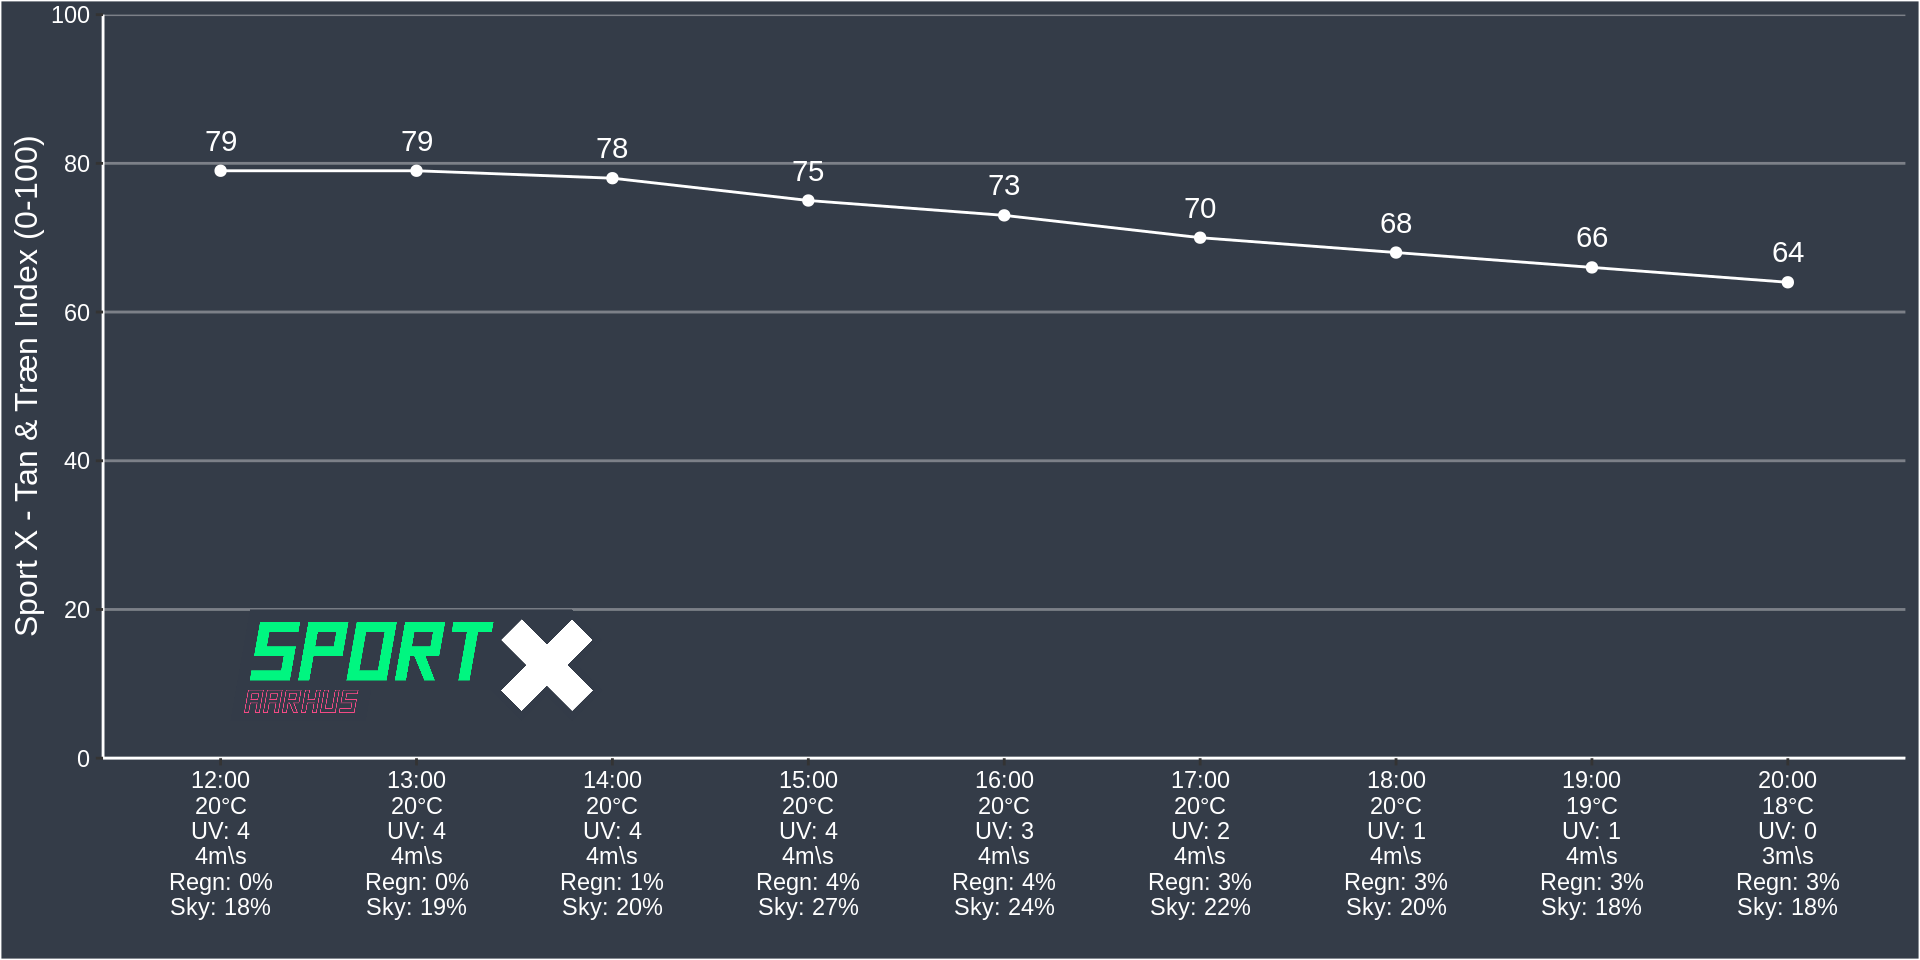 Sport X - Tan & Træn Index (0-100)
100
80
60
40
20
0
79
79
78
75
73
70
68
66
64
SPORT X
AARHUS
12:00
20°C
UV: 4
4m\s
Regn: 0%
Sky: 18%
13:00
20°C
UV: 4
4m\s
Regn: 0%
Sky: 19%
14:00
20°C
UV: 4
4m\s
Regn: 1%
Sky: 20%
15:00
20°C
UV: 4
4m\s
Regn: 4%
Sky: 27%
16:00
20°C
UV: 3
4m\s
Regn: 4%
Sky: 24%
17:00
20°C
UV: 2
4m\s
Regn: 3%
Sky: 22%
18:00
20°C
UV: 1
4m\s
Regn: 3%
Sky: 20%
19:00
19°C
UV: 1
4m\s
Regn: 3%
Sky: 18%
20:00
18°C
UV: 0
3m\s
Regn: 3%
Sky: 18%